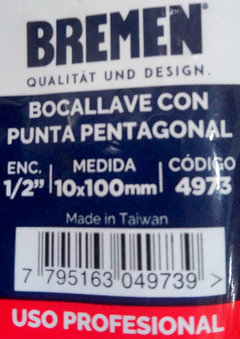 BREMEN®
QUALITÄT UND DESIGN.
BOCALLAVE CON
PUNTA PENTAGONAL
ENC. MEDIDA CÓDIGO
1/2" 10x100mm 4973
Made in Taiwan
7 795163 049739 >
USO PROFESIONAL